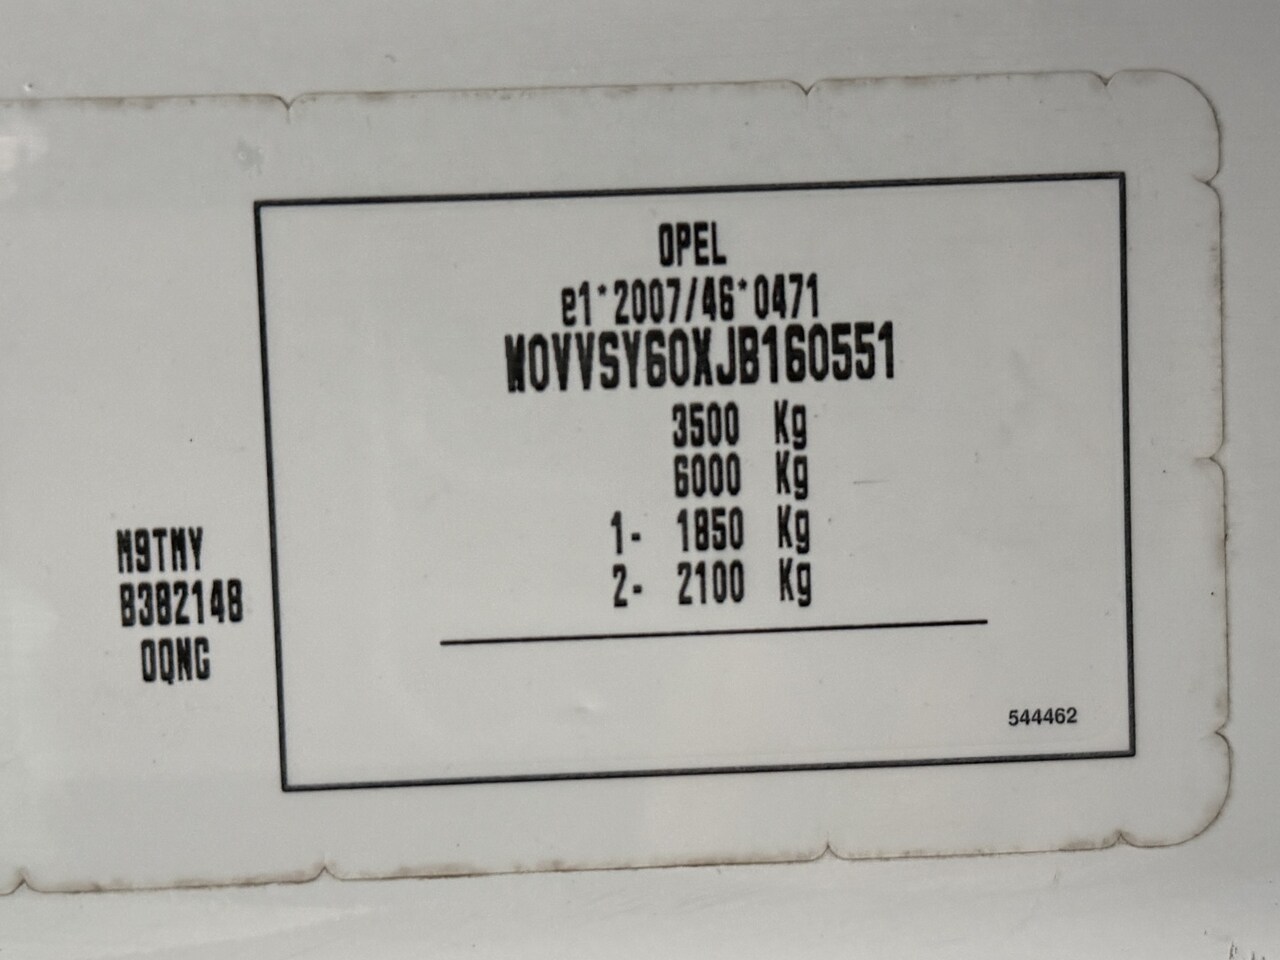 OPEL
e1*2007/46*0471
W0VVSY60XJB160551
3500 Kg
6000 Kg
1- 1850 Kg
2- 2100 Kg
M9TMY
B382148
0QNG
544462